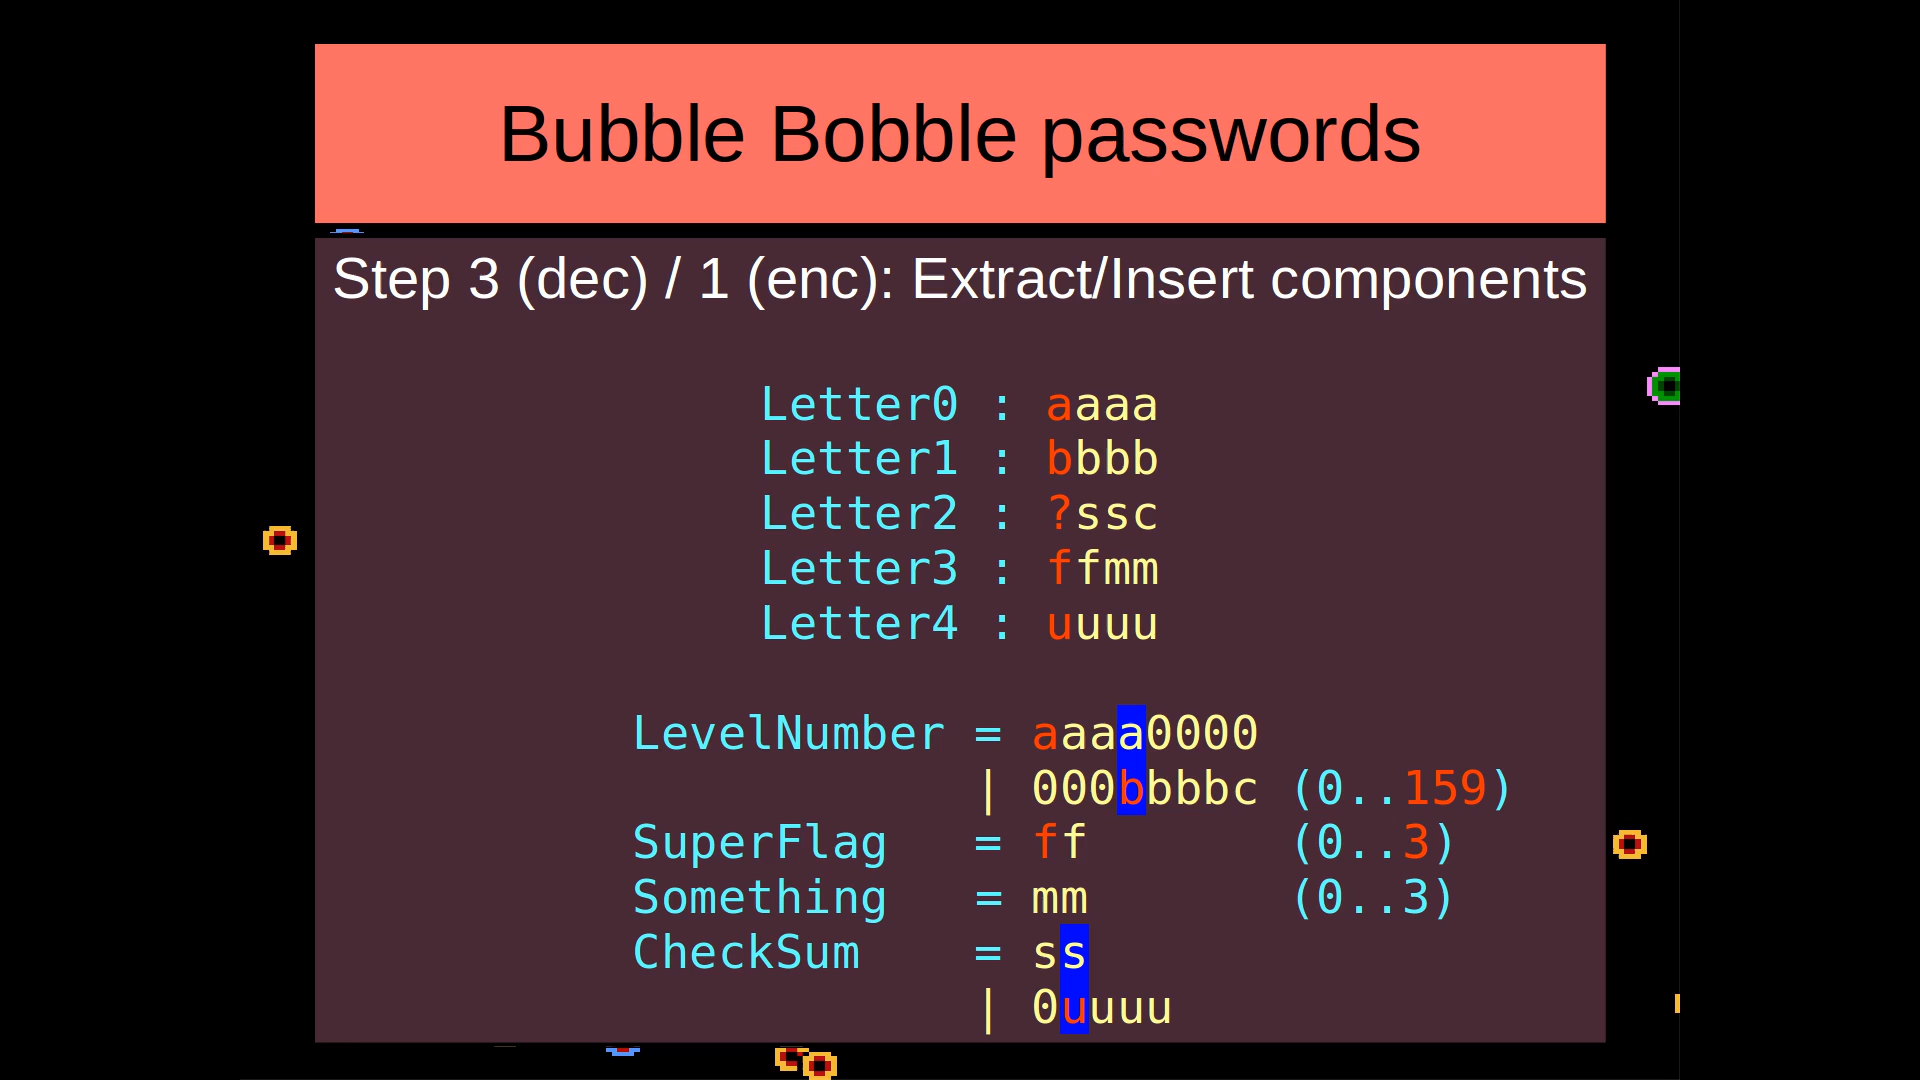 Bubble Bobble passwords
Step 3 (dec) / 1 (enc): Extract/Insert components
Letter0 : aaaa
Letter1 : bbbb
Letter2 : ?ssc
Letter3 : ffmm
Letter4 : uuuu
LevelNumber = aaaa0000
| 000bbbbc (0..159)
SuperFlag = ff (0..3)
Something = mm (0..3)
CheckSum = ss
| 0uuuu